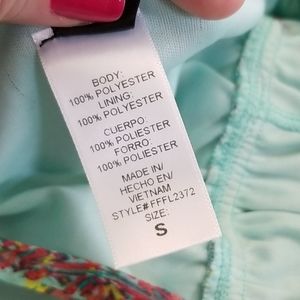 BODY:
100% POLYESTER
LINING:
100% POLYESTER
CUERPO:
100% POLIESTER
FORRO:
100% POLIESTER
MADE IN/
HECHO EN/
VIETNAM
STYLE#FFFL2372
SIZE:
S